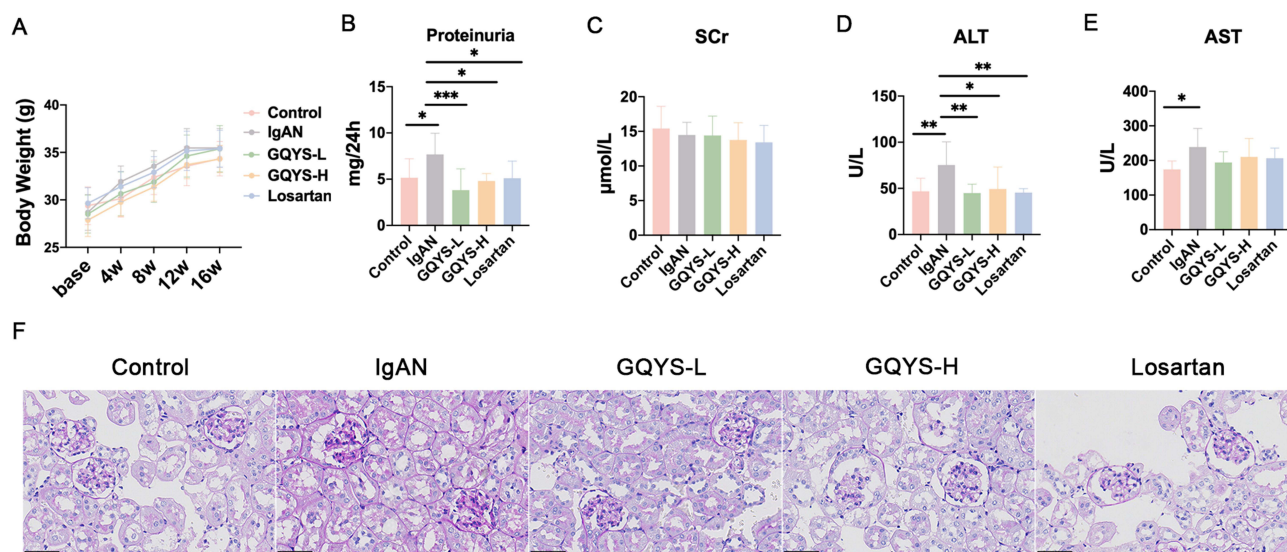 A
Body Weight (g)
40
35
30
25
base
4w
8w
12w
16w
Control
IgAN
GQYS-L
GQYS-H
Losartan
B
Proteinuria
mg/24h
15
10
5
0
*
*
***
*
Control
IgAN
GQYS-L
GQYS-H
Losartan
C
SCr
μmol/L
20
15
10
5
0
Control
IgAN
GQYS-L
GQYS-H
Losartan
D
ALT
U/L
150
100
50
0
**
*
**
**
Control
IgAN
GQYS-L
GQYS-H
Losartan
E
AST
U/L
400
300
200
100
0
*
Control
IgAN
GQYS-L
GQYS-H
Losartan
F
Control
IgAN
GQYS-L
GQYS-H
Losartan